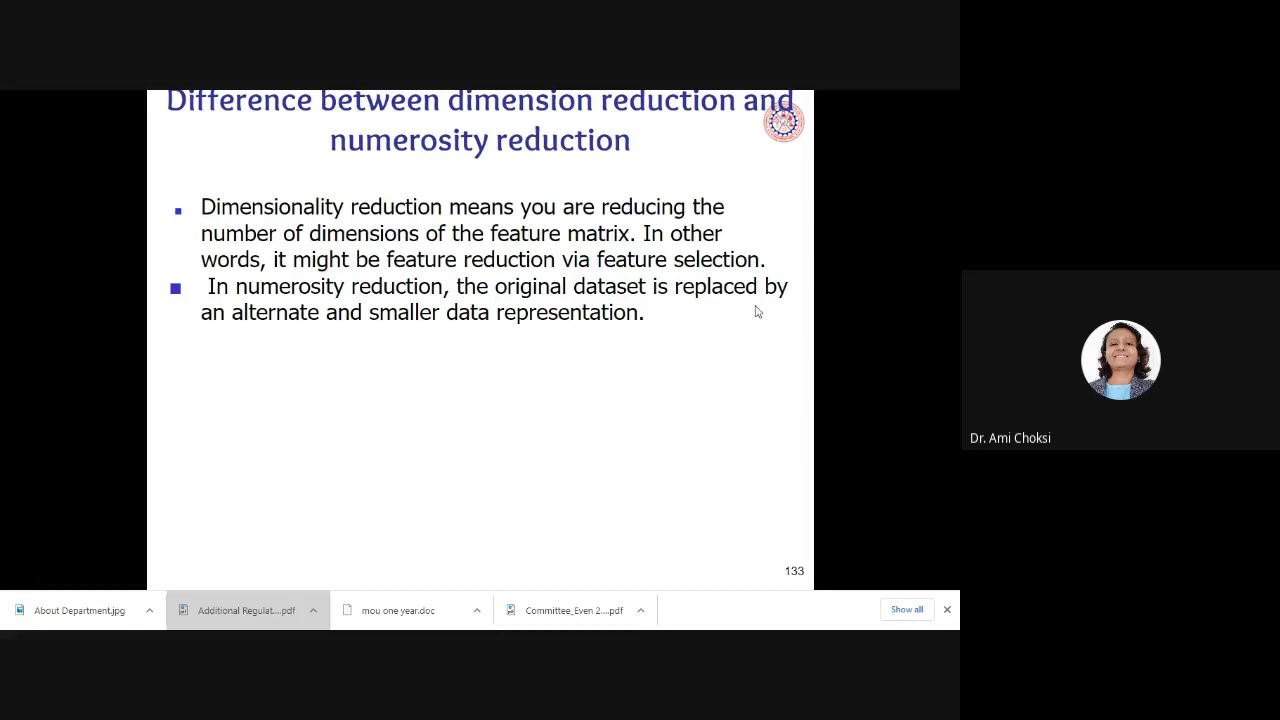 Difference between dimension reduction and
numerosity reduction
Dimensionality reduction means you are reducing the
number of dimensions of the feature matrix. In other
words, it might be feature reduction via feature selection.
In numerosity reduction, the original dataset is replaced by
an alternate and smaller data representation.
133
Dr. Ami Choksi
About Department.jpg
Additional Regulat....pdf
mou one year.doc
Committee_Even 2....pdf
Show all